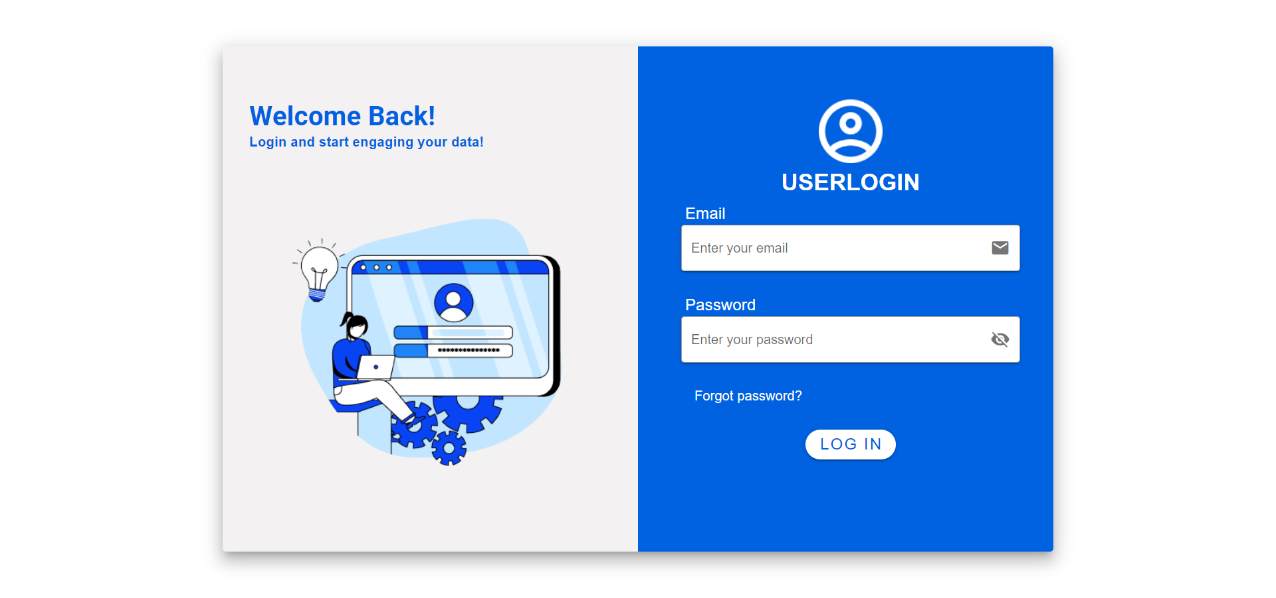 Welcome Back!
Login and start engaging your data!
USERLOGIN
Email
Enter your email
Password
Enter your password
Forgot password?
LOG IN